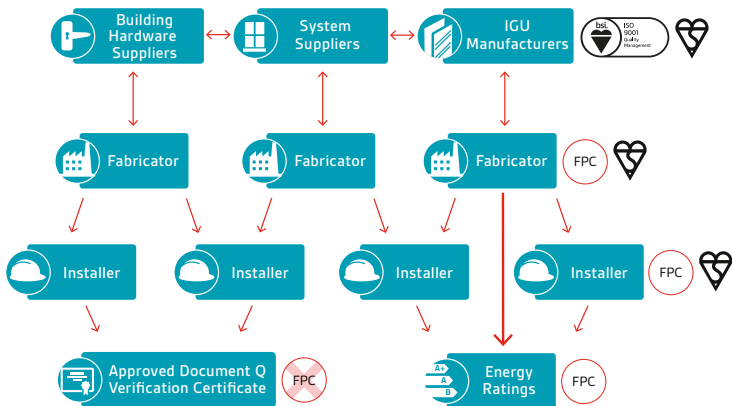 Building
Hardware
Suppliers
System
Suppliers
IGU
Manufacturers
bsi.
ISO
9001
Quality
Management
Fabricator
Fabricator
Fabricator
FPC
Installer
Installer
Installer
Installer
FPC
Approved Document Q
Verification Certificate
FPC
A+
A
B
Energy
Ratings
FPC